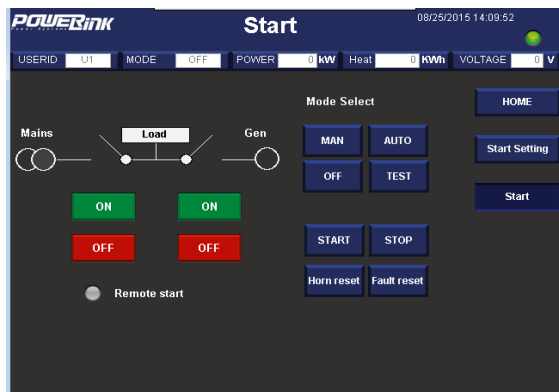 POWERLink
Power Systems
Start
08/25/2015 14:09:52
USERID U1 MODE OFF POWER 0 kW Heat 0 KWh VOLTAGE 0 V
Mode Select
HOME
Mains
Load
Gen
MAN
AUTO
Start Setting
OFF
TEST
ON
ON
Start
OFF
OFF
START
STOP
Remote start
Horn reset
Fault reset